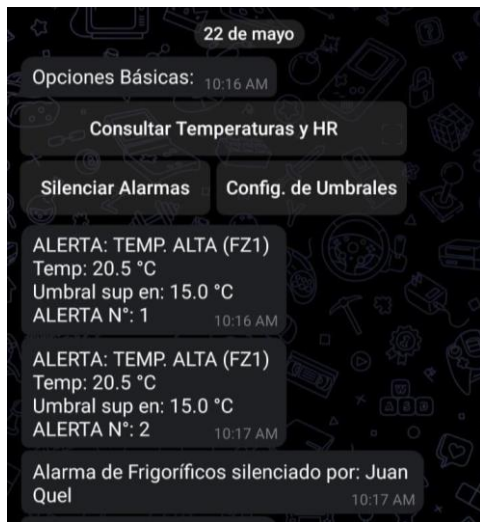 22 de mayo
Opciones Básicas: 10:16 AM
Consultar Temperaturas y HR
Silenciar Alarmas Config. de Umbrales
ALERTA: TEMP. ALTA (FZ1)
Temp: 20.5 °C
Umbral sup en: 15.0 °C
ALERTA N°: 1 10:16 AM
ALERTA: TEMP. ALTA (FZ1)
Temp: 20.5 °C
Umbral sup en: 15.0 °C
ALERTA N°: 2 10:17 AM
Alarma de Frigoríficos silenciado por: Juan
Quel 10:17 AM